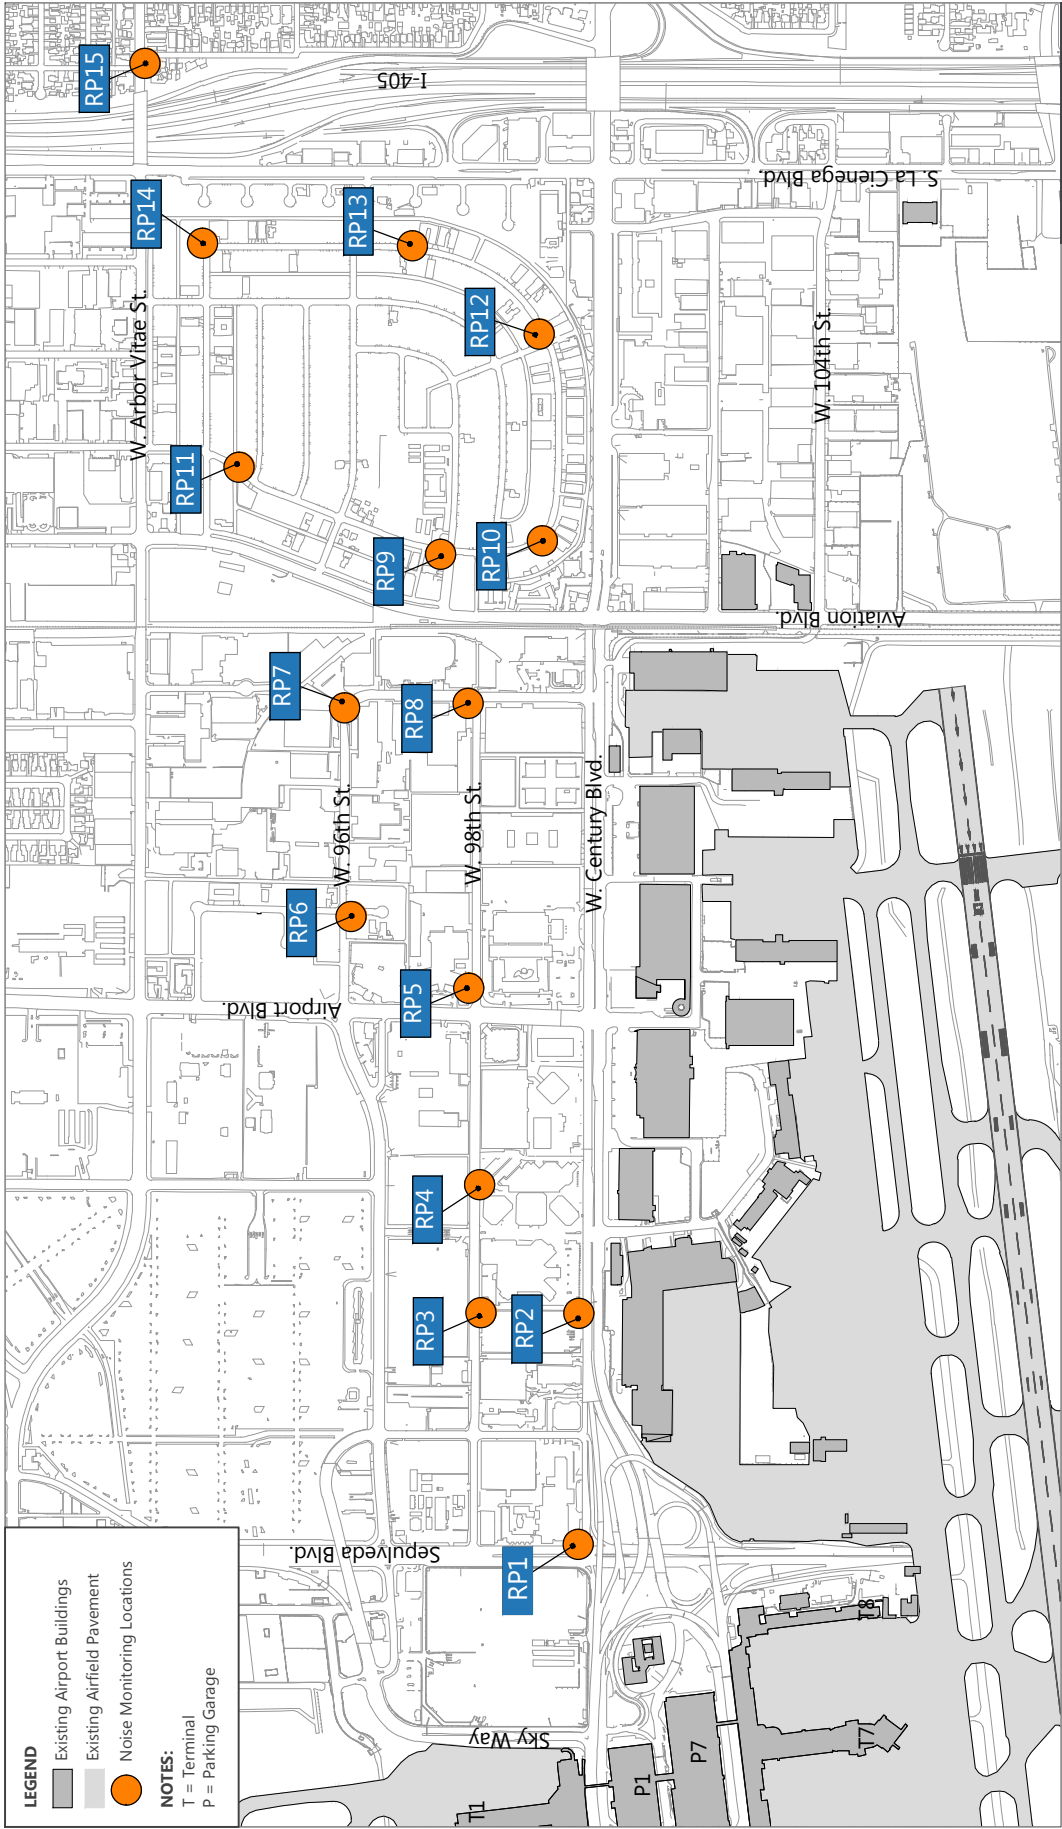 LEGEND
Existing Airport Buildings
Existing Airfield Pavement
Noise Monitoring Locations
NOTES:
T = Terminal
P = Parking Garage
RP15
I-405
RP14
RP13
S. La Cienega Blvd.
W. Arbor Vitae St.
RP12
W. 104th St.
RP11
RP9
RP10
Aviation Blvd.
RP7
RP8
W. 96th St.
W. 98th St.
W. Century Blvd.
RP6
RP5
Airport Blvd.
RP4
RP3
RP2
Sepulveda Blvd.
RP1
T8
Sky Way
T1
P1
P7
T7